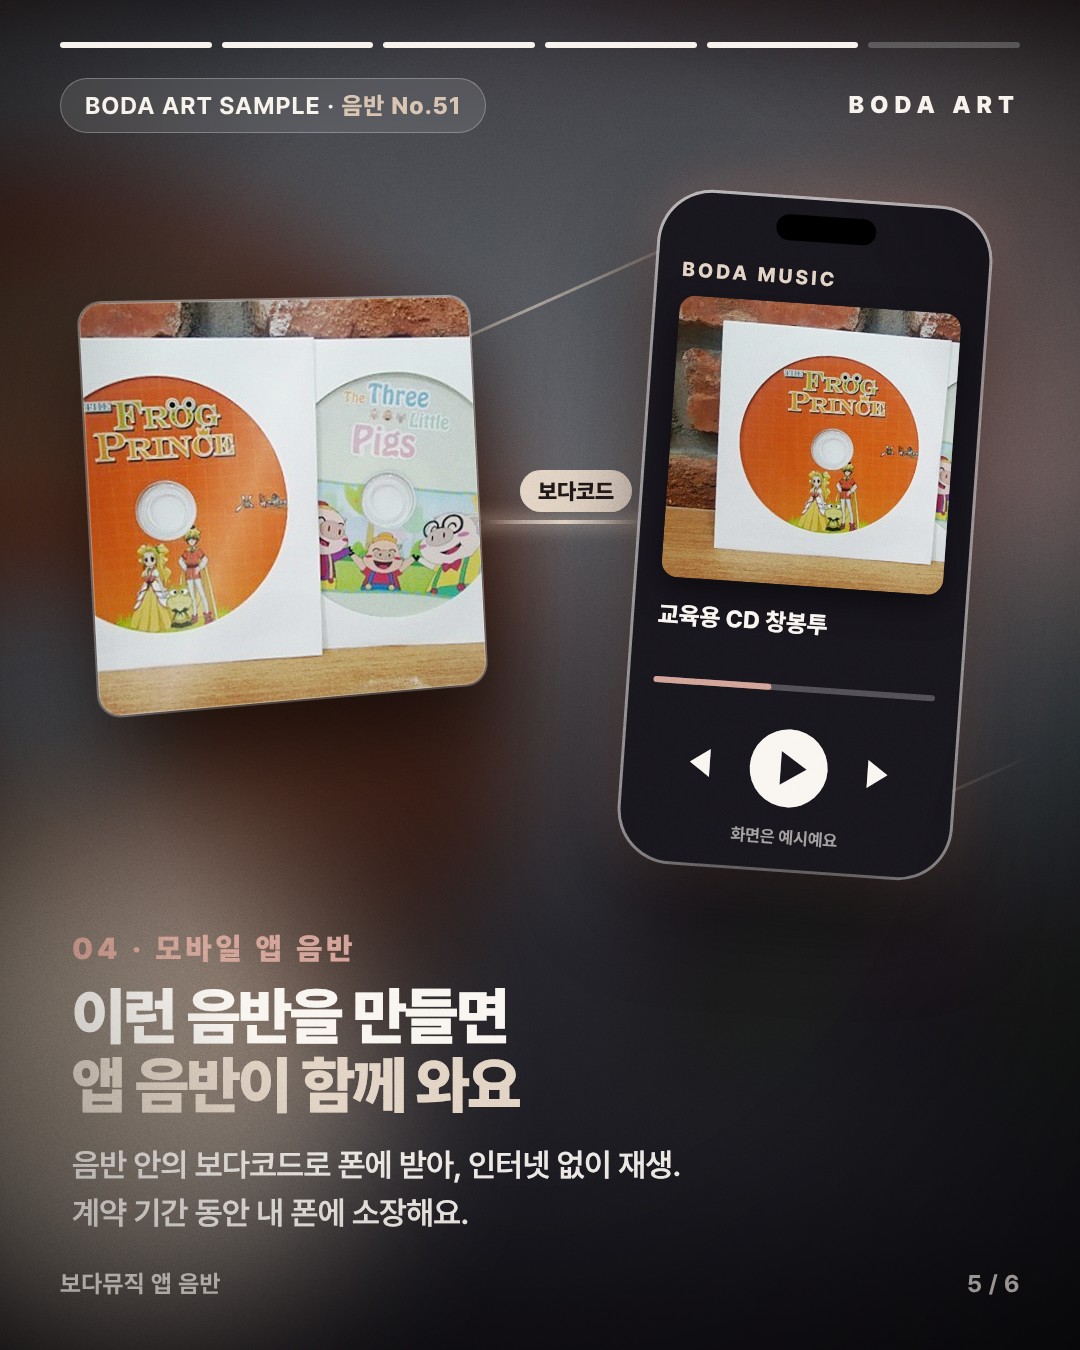 BODA ART SAMPLE · 음반 No.51
BODA ART
THE FROG PRINCE
The Three Little Pigs
보다코드
BODA MUSIC
THE FROG PRINCE
교육용 CD 창봉투
화면은 예시예요
04 · 모바일 앱 음반
이런 음반을 만들면
앱 음반이 함께 와요
음반 안의 보다코드로 폰에 받아, 인터넷 없이 재생.
계약 기간 동안 내 폰에 소장해요.
보다뮤직 앱 음반
5 / 6